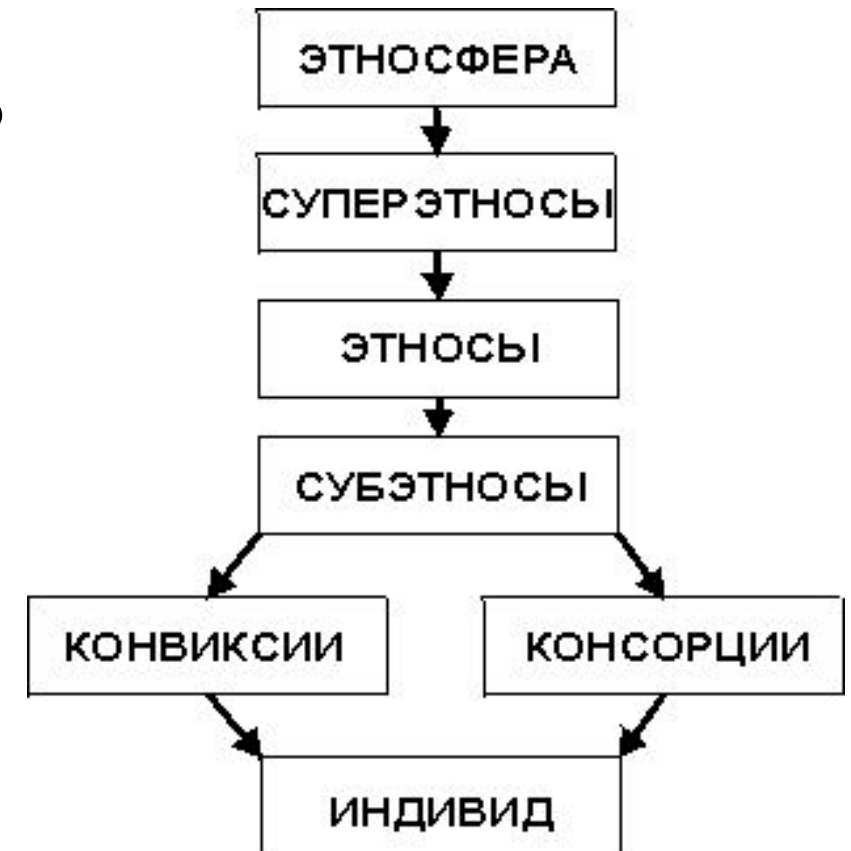 ЭТНОСФЕРА
)
СУПЕРЭТНОСЫ
ЭТНОСЫ
СУБЭТНОСЫ
КОНВИКСИИ
КОНСОРЦИИ
ИНДИВИД